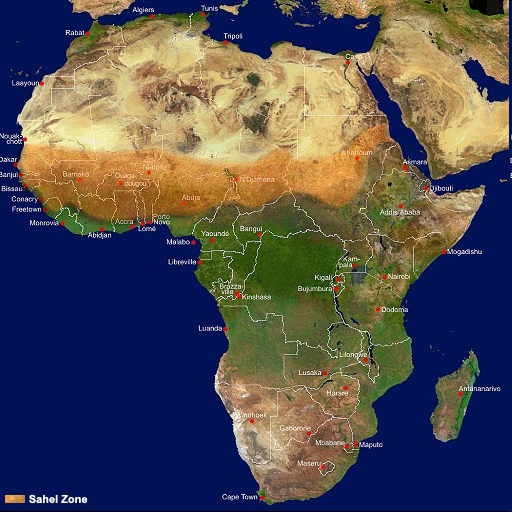 Algiers
Tunis
Rabat
Tripoli
Cairo
Laayoun
Nouak-
chott
Dakar
Banjul
Bissau
Conacry
Freetown
Monrovia
Bamako
Ouaga
dougou
Niamey
Abuja
N'Djamena
Khartoum
Asmara
Djibouti
Addis Ababa
Abidjan
Accra
Lomé
Porto
Novo
Malabo
Yaoundé
Bangui
Libreville
Brazza-
ville
Kinshasa
Kam-
pala
Kigali
Bujumbura
Nairobi
Mogadishu
Dodoma
Luanda
Lilongwe
Lusaka
Harare
Antananarivo
Windhoek
Gaborone
Mbabane
Maputo
Maseru
Cape Town
Sahel Zone